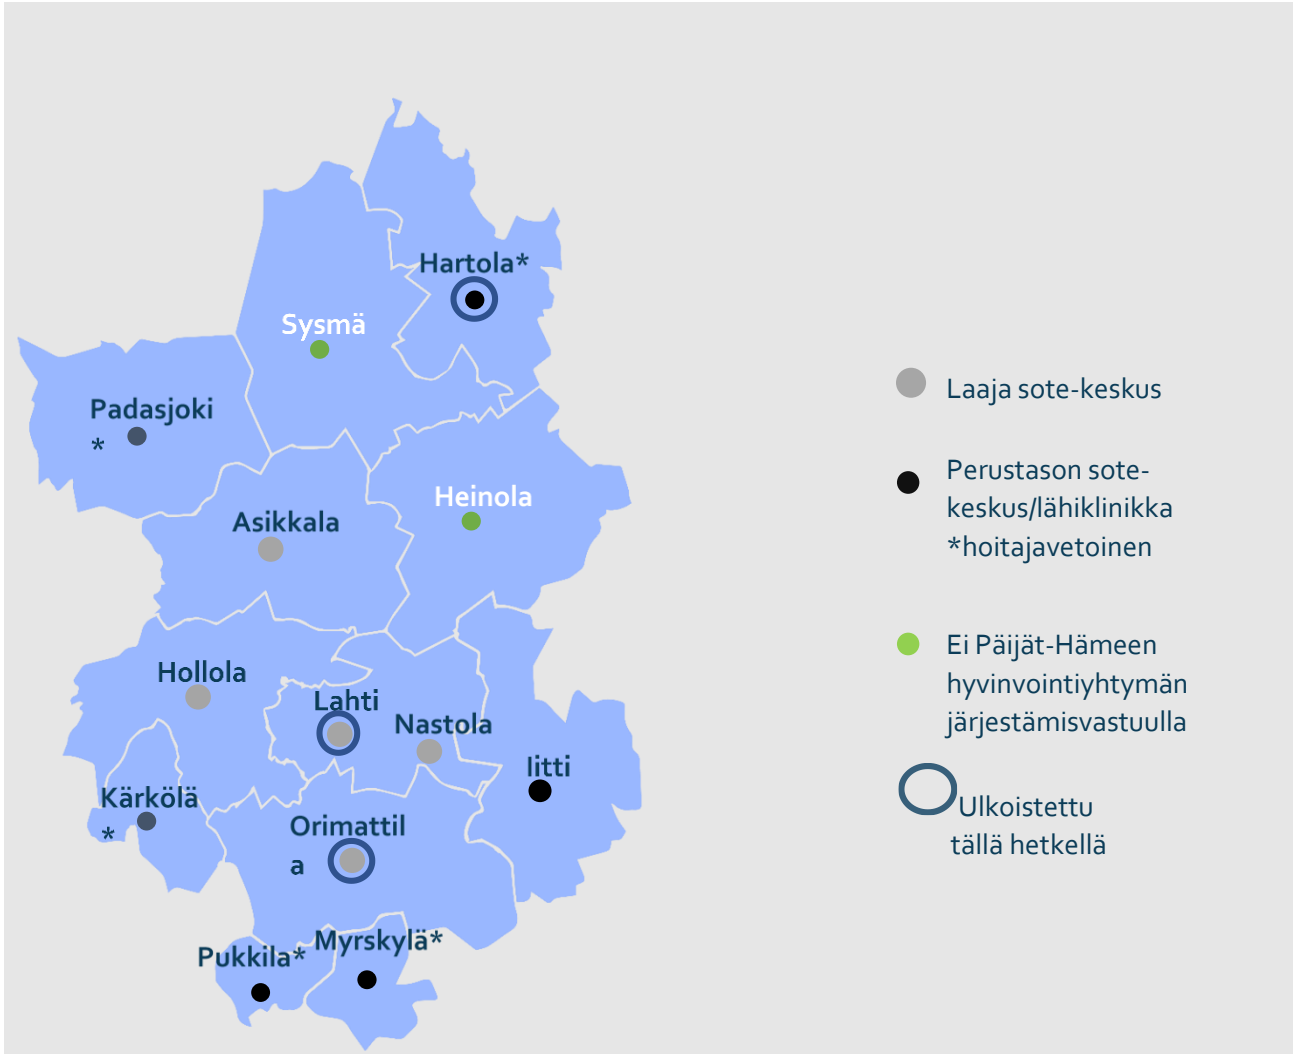 Hartola*
Sysmä
Padasjoki
*
Heinola
Asikkala
Hollola
Lahti
Nastola
Iitti
Kärkölä
*
Orimattil
a
Myrskylä*
Pukkila*
Laaja sote-keskus
Perustason sote-
keskus/lähiklinikka
*hoitajavetoinen
Ei Päijät-Hämeen
hyvinvointiyhtymän
järjestämisvastuulla
Ulkoistettu
tällä hetkellä